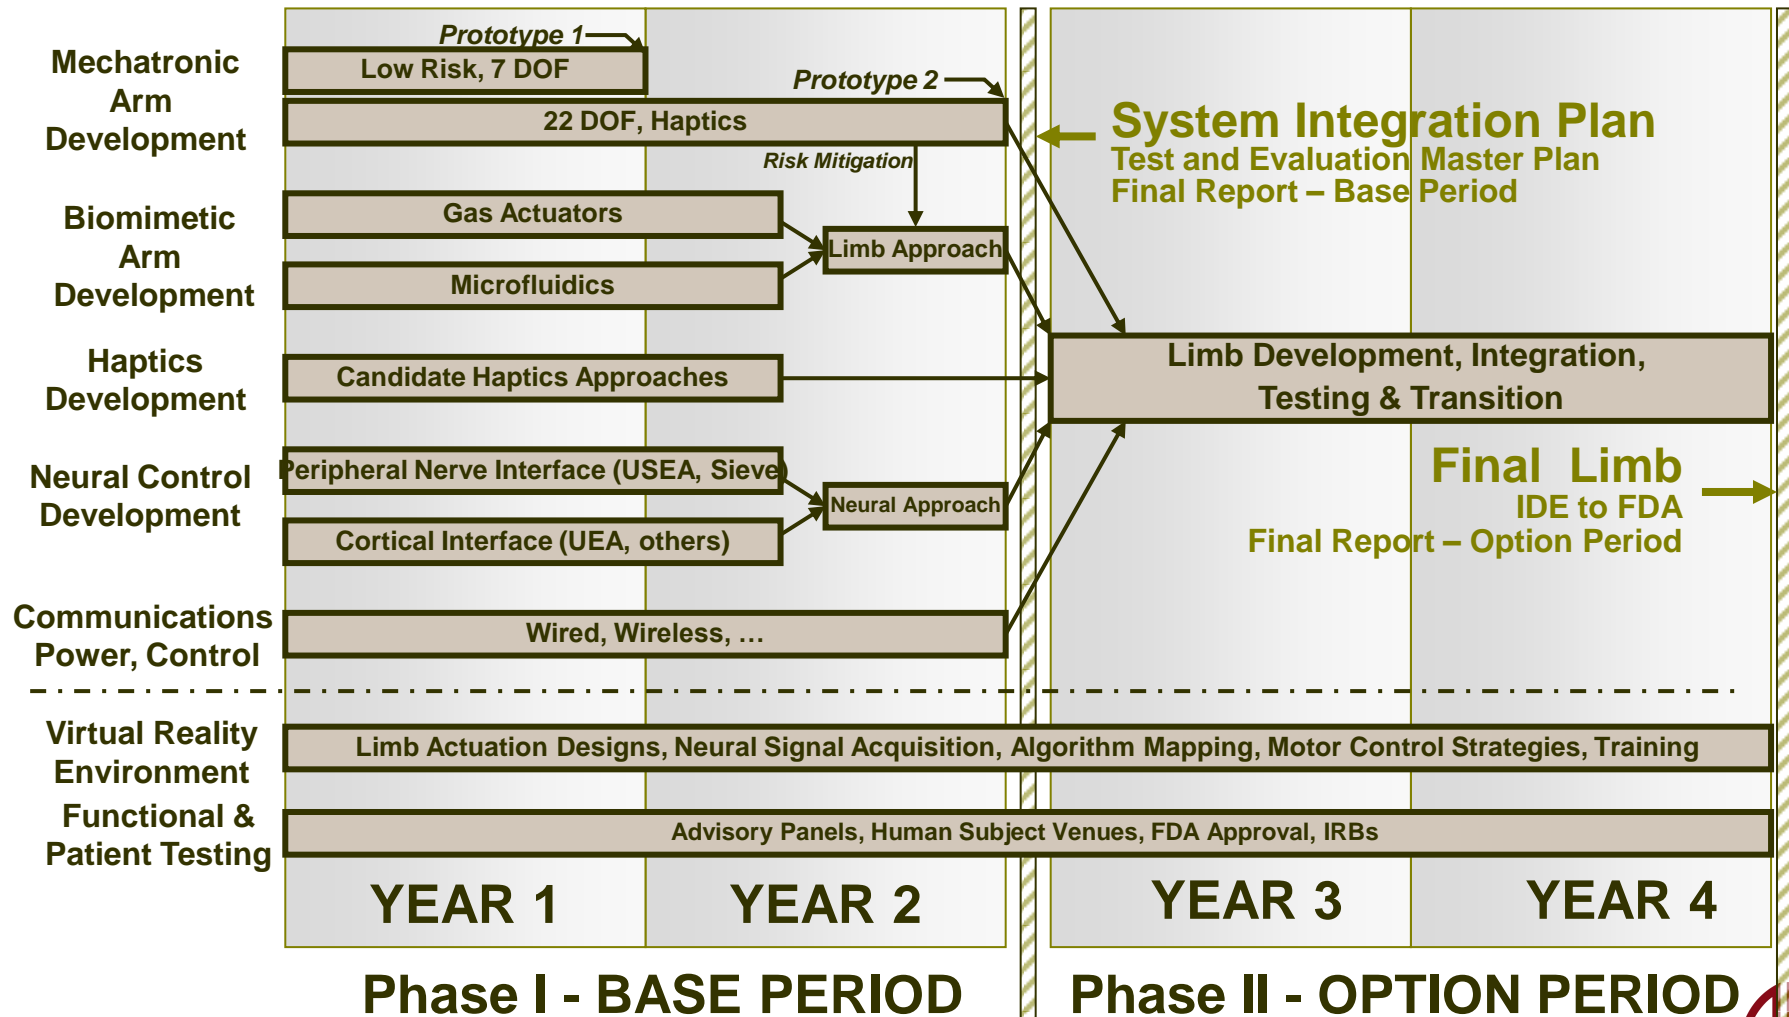 Prototype 1
Mechatronic
Arm
Development
Low Risk, 7 DOF
Prototype 2
22 DOF, Haptics
System Integration Plan
Test and Evaluation Master Plan
Final Report – Base Period
Risk Mitigation
Biomimetic
Arm
Development
Gas Actuators
Limb Approach
Microfluidics
Haptics
Development
Candidate Haptics Approaches
Limb Development, Integration,
Testing & Transition
Neural Control
Development
Peripheral Nerve Interface (USEA, Sieve)
Neural Approach
Cortical Interface (UEA, others)
Final Limb
IDE to FDA
Final Report – Option Period
Communications
Power, Control
Wired, Wireless, …
Virtual Reality
Environment
Limb Actuation Designs, Neural Signal Acquisition, Algorithm Mapping, Motor Control Strategies, Training
Functional &
Patient Testing
Advisory Panels, Human Subject Venues, FDA Approval, IRBs
YEAR 1
YEAR 2
YEAR 3
YEAR 4
Phase I - BASE PERIOD
Phase II - OPTION PERIOD